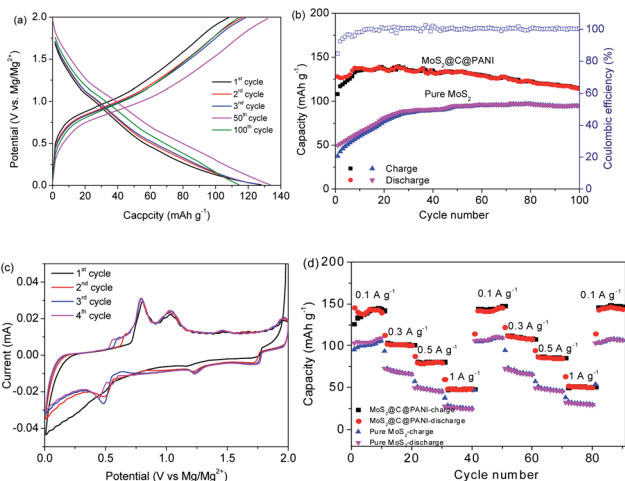 (a)
Potential (V vs. Mg/Mg²⁺)
2.0
1.5
1.0
0.5
0.0
0 20 40 60 80 100 120 140
Cacpcity (mAh g⁻¹)
1ˢᵗ cycle
2ʳᵈ cycle
3ʳᵈ cycle
50ᵗʰ cycle
100ᵗʰ cycle
(b)
Capacity (mAh g⁻¹)
200
150
100
50
0
0 20 40 60 80 100
Cycle number
MoS₂@C@PANI
Pure MoS₂
Charge
Discharge
100
80
60
40
20
0
Coulombic efficiency (%)
(c)
Current (mA)
0.04
0.02
0.00
-0.02
-0.04
0.0 0.5 1.0 1.5 2.0
Potential (V vs Mg/Mg²⁺)
1ˢᵗ cycle
2ʳᵈ cycle
3ʳᵈ cycle
4ᵗʰ cycle
(d)
Capacity (mAh g⁻¹)
200
150
100
50
0
0 20 40 60 80
Cycle number
0.1 A g⁻¹
0.3 A g⁻¹
0.5 A g⁻¹
1 A g⁻¹
0.1 A g⁻¹
0.3 A g⁻¹
0.5 A g⁻¹
1 A g⁻¹
0.1 A g⁻¹
MoS₂@C@PANI-charge
MoS₂@C@PANI-discharge
Pure MoS₂-charge
Pure MoS₂-discharge